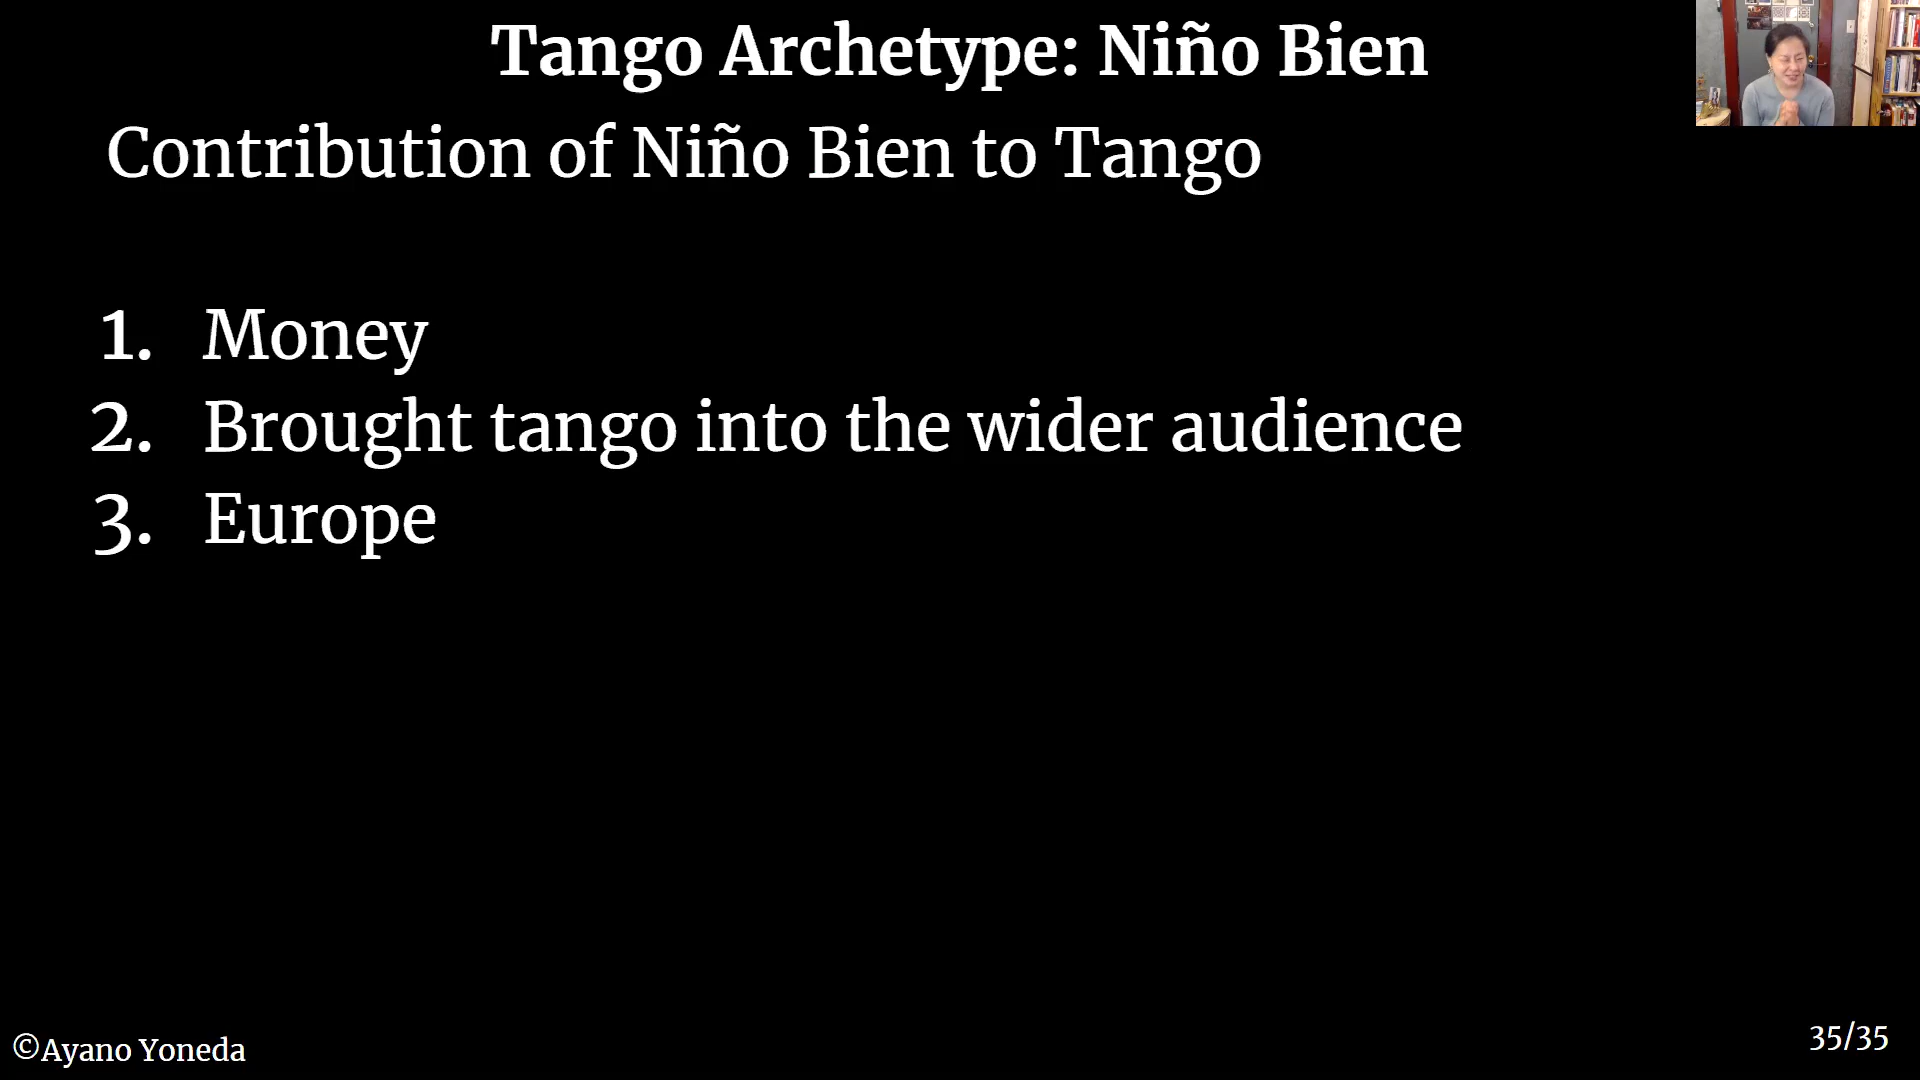 Tango Archetype: Niño Bien
Contribution of Niño Bien to Tango
1. Money
2. Brought tango into the wider audience
3. Europe
©Ayano Yoneda
35/35